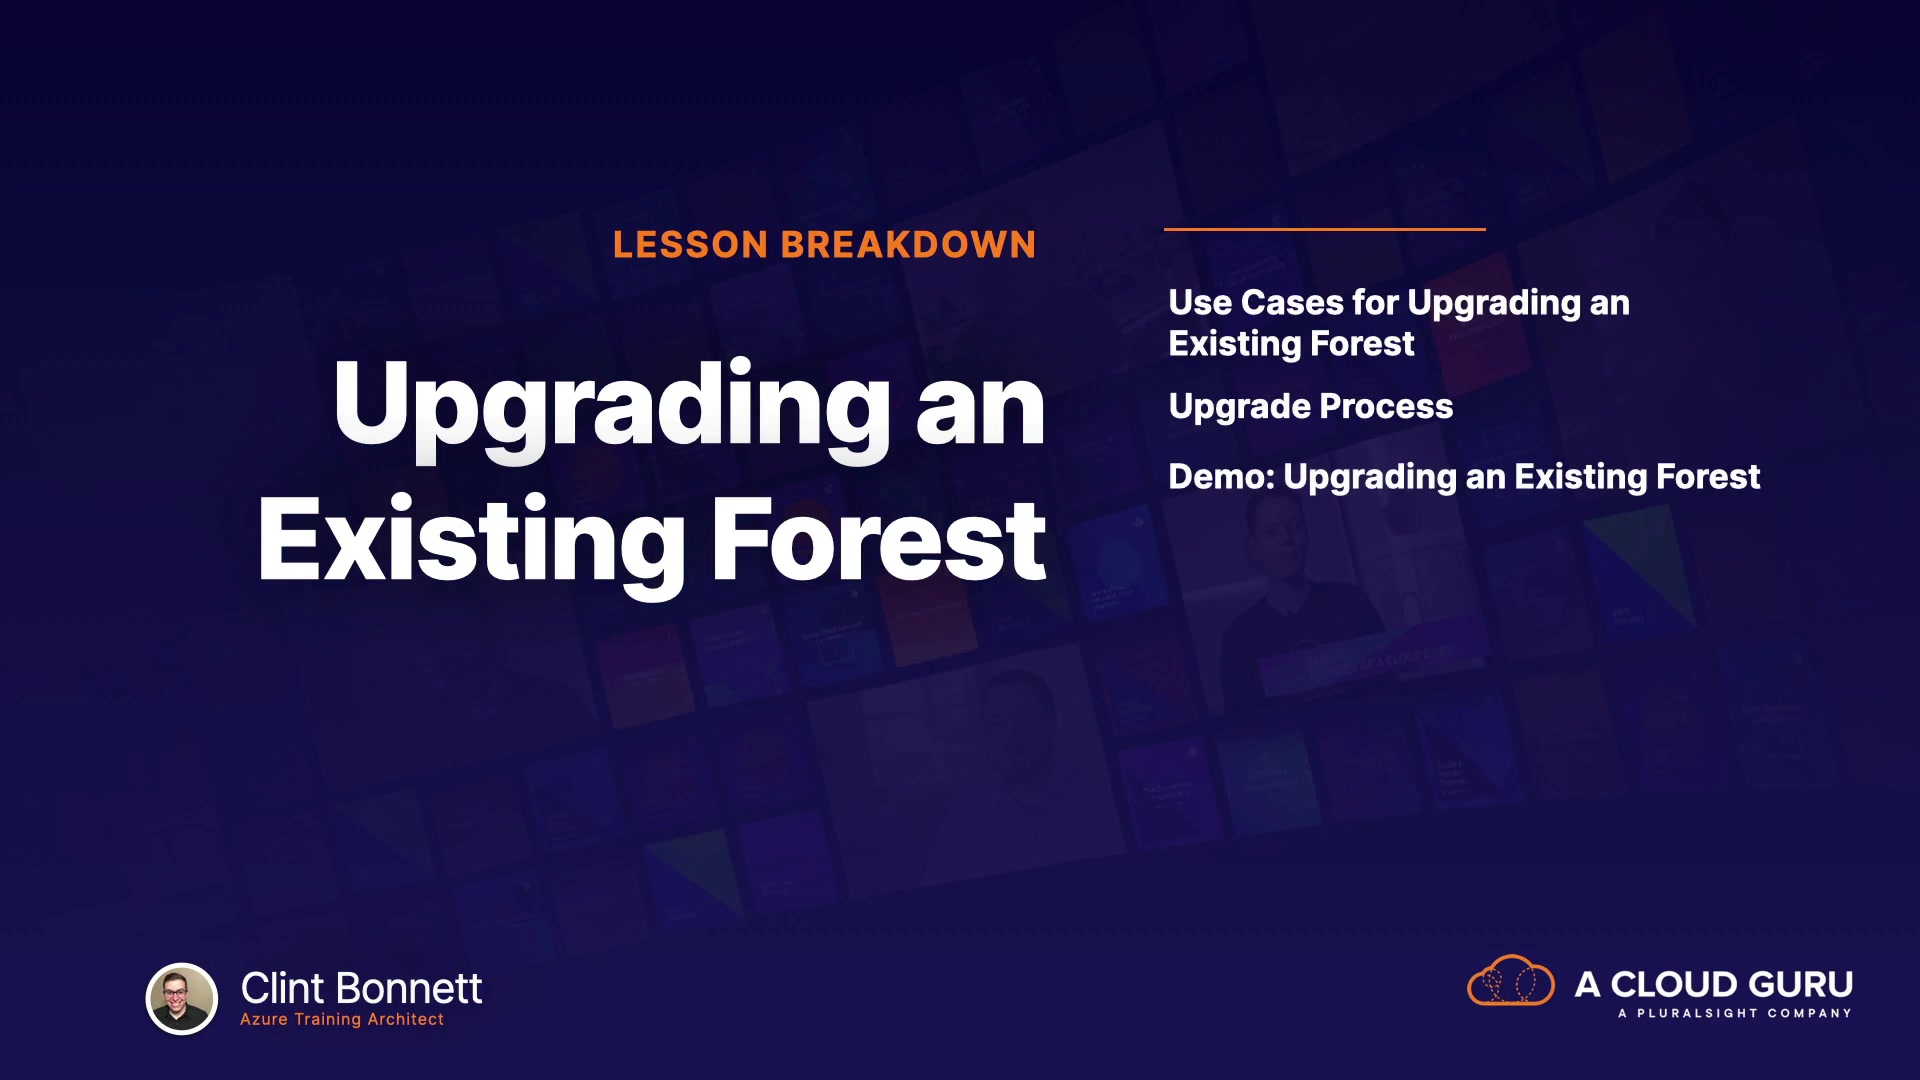 LESSON BREAKDOWN
Upgrading an
Existing Forest
Use Cases for Upgrading an
Existing Forest
Upgrade Process
Demo: Upgrading an Existing Forest
Clint Bonnett
Azure Training Architect
A CLOUD GURU
A PLURALSIGHT COMPANY